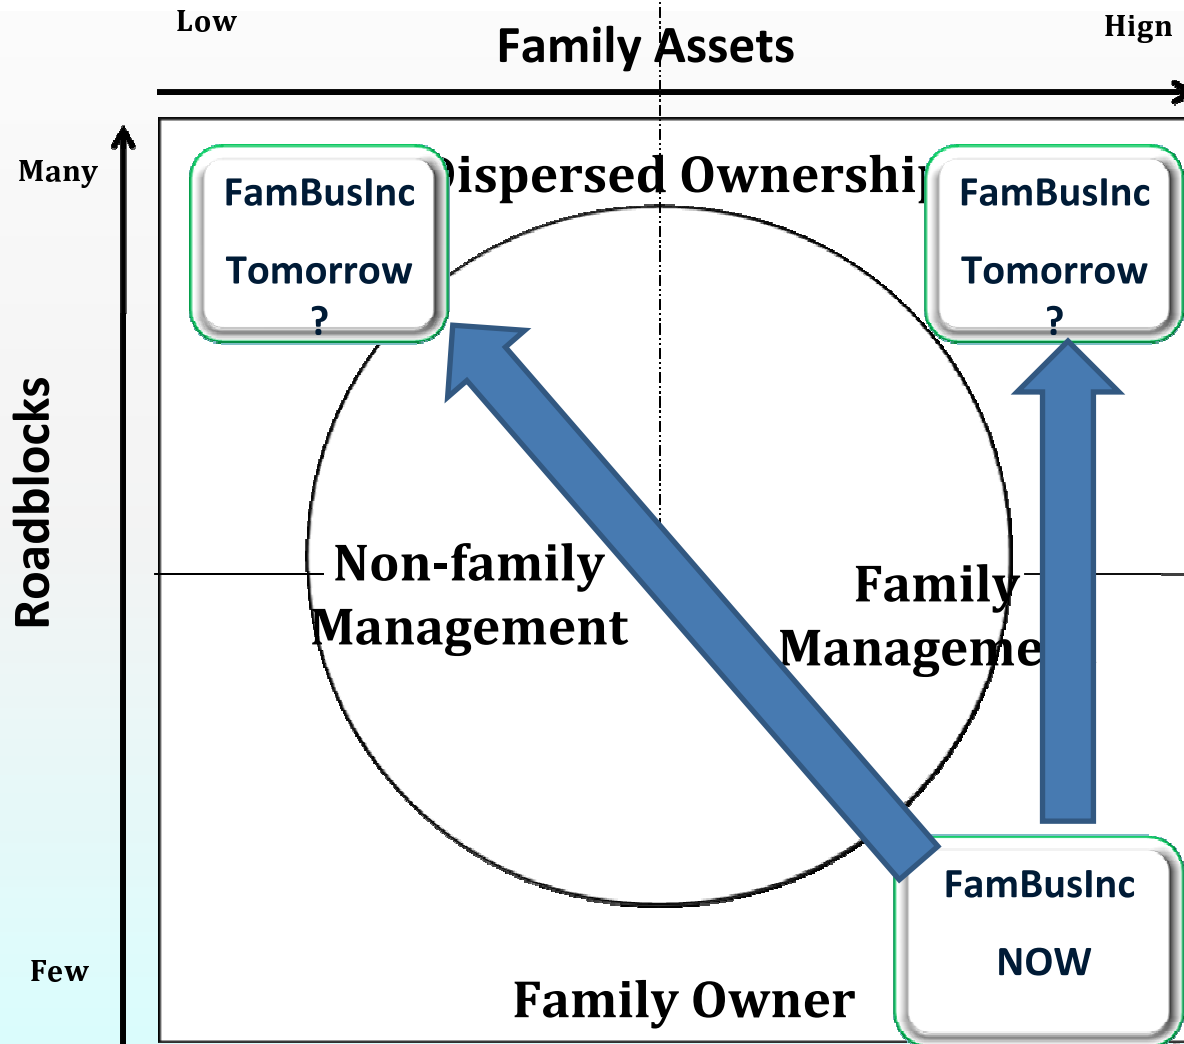 Low
Family Assets
Hign
Many
FamBusInc
Tomorrow
?
Dispersed Ownership
FamBusInc
Tomorrow
?
Roadblocks
Non-family
Management
Family
Manageme
FamBusInc
NOW
Few
Family Owner